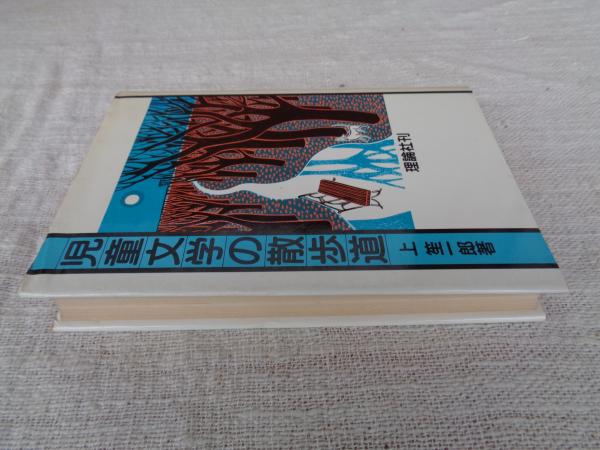 児童文学の散歩道
上 笙一郎著
理論社刊